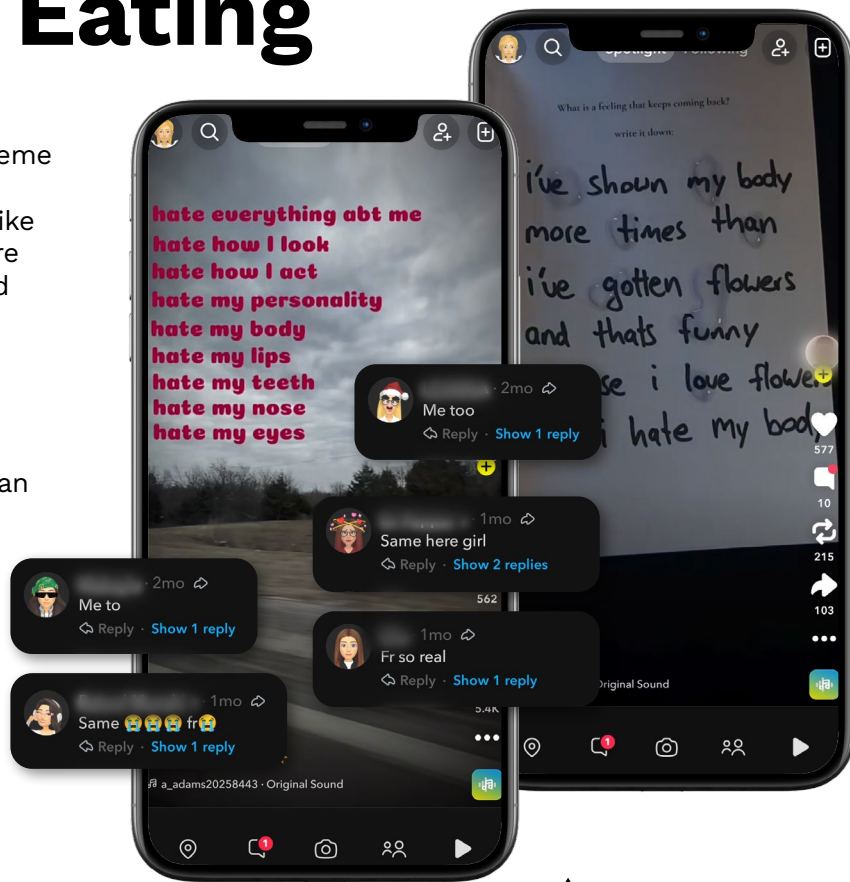 Eating
eme
ike
re
d
an
hate everything abt me
hate how I look
hate how I act
hate my personality
hate my body
hate my lips
hate my teeth
hate my nose
hate my eyes
2mo
Me too
Reply · Show 1 reply
1mo
Same here girl
Reply · Show 2 replies
562
2mo
Me to
Reply · Show 1 reply
1mo
Fr so real
Reply · Show 1 reply
1mo
Same 😭😭😭 fr😭
Reply · Show 1 reply
5.4K
a_adams20258443 · Original Sound
1
Spotlight Following
What is a feeling that keeps coming back?
write it down:
i've shown my body
more times than
i've gotten flowers
and thats funny
se i love flowers
i hate my body
577
10
215
103
Original Sound
1